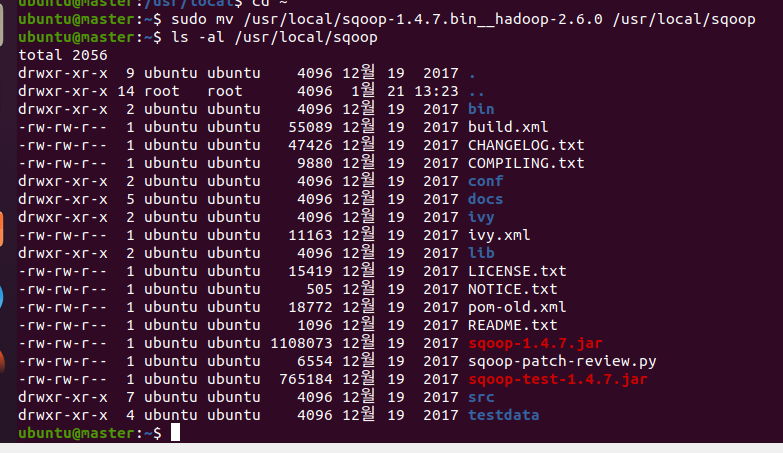 ubuntu@master:/usr/local$ cd ~
ubuntu@master:~$ sudo mv /usr/local/sqoop-1.4.7.bin__hadoop-2.6.0 /usr/local/sqoop
ubuntu@master:~$ ls -al /usr/local/sqoop
total 2056
drwxr-xr-x  9 ubuntu ubuntu    4096 12월 19  2017 .
drwxr-xr-x 14 root   root      4096  1월 21 13:23 ..
drwxr-xr-x  2 ubuntu ubuntu    4096 12월 19  2017 bin
-rw-rw-r--  1 ubuntu ubuntu   55089 12월 19  2017 build.xml
-rw-rw-r--  1 ubuntu ubuntu   47426 12월 19  2017 CHANGELOG.txt
-rw-rw-r--  1 ubuntu ubuntu    9880 12월 19  2017 COMPILING.txt
drwxr-xr-x  2 ubuntu ubuntu    4096 12월 19  2017 conf
drwxr-xr-x  5 ubuntu ubuntu    4096 12월 19  2017 docs
drwxr-xr-x  2 ubuntu ubuntu    4096 12월 19  2017 ivy
-rw-rw-r--  1 ubuntu ubuntu   11163 12월 19  2017 ivy.xml
drwxr-xr-x  2 ubuntu ubuntu    4096 12월 19  2017 lib
-rw-rw-r--  1 ubuntu ubuntu   15419 12월 19  2017 LICENSE.txt
-rw-rw-r--  1 ubuntu ubuntu     505 12월 19  2017 NOTICE.txt
-rw-rw-r--  1 ubuntu ubuntu   18772 12월 19  2017 pom-old.xml
-rw-rw-r--  1 ubuntu ubuntu    1096 12월 19  2017 README.txt
-rw-rw-r--  1 ubuntu ubuntu 1108073 12월 19  2017 sqoop-1.4.7.jar
-rw-rw-r--  1 ubuntu ubuntu    6554 12월 19  2017 sqoop-patch-review.py
-rw-rw-r--  1 ubuntu ubuntu  765184 12월 19  2017 sqoop-test-1.4.7.jar
drwxr-xr-x  7 ubuntu ubuntu    4096 12월 19  2017 src
drwxr-xr-x  4 ubuntu ubuntu    4096 12월 19  2017 testdata
ubuntu@master:~$